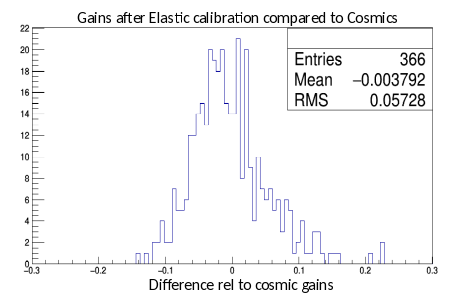 Gains after Elastic calibration compared to Cosmics
Entries 366
Mean −0.003792
RMS 0.05728
22
20
18
16
14
12
10
8
6
4
2
0
−0.3 −0.2 −0.1 0 0.1 0.2 0.3
Difference rel to cosmic gains